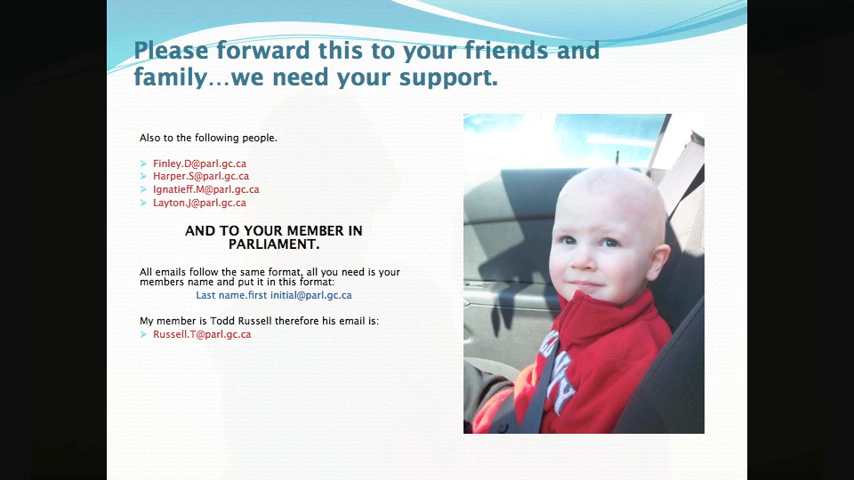 Please forward this to your friends and
family...we need your support.
Also to the following people.
Finley.D@parl.gc.ca
Harper.S@parl.gc.ca
Ignatieff.M@parl.gc.ca
Layton.J@parl.gc.ca
AND TO YOUR MEMBER IN
PARLIAMENT.
All emails follow the same format, all you need is your
members name and put it in this format:
Last name.first initial@parl.gc.ca
My member is Todd Russell therefore his email is:
Russell.T@parl.gc.ca